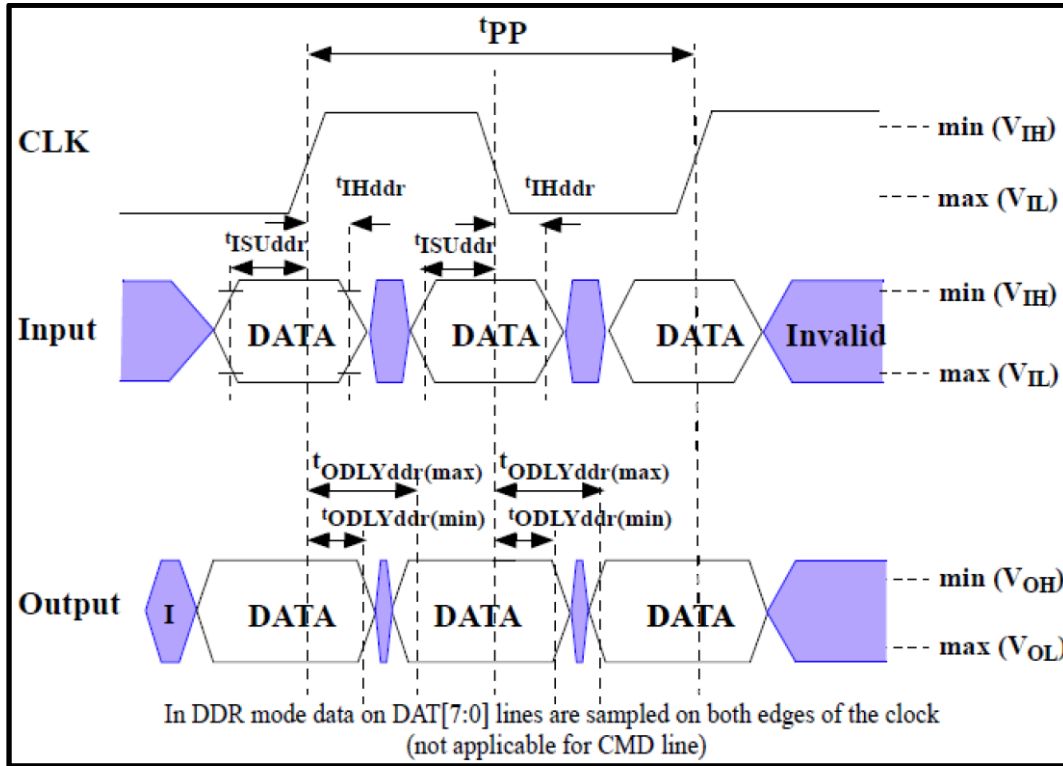 tPP
CLK
min (VIH)
max (VIL)
tIHddr
tIHddr
tISUddr
tISUddr
Input
DATA
DATA
DATA
Invalid
min (VIH)
max (VIL)
tODLYddr(max)
tODLYddr(max)
tODLYddr(min)
tODLYddr(min)
Output
I
DATA
DATA
DATA
min (VOH)
max (VOL)
In DDR mode data on DAT[7:0] lines are sampled on both edges of the clock
(not applicable for CMD line)